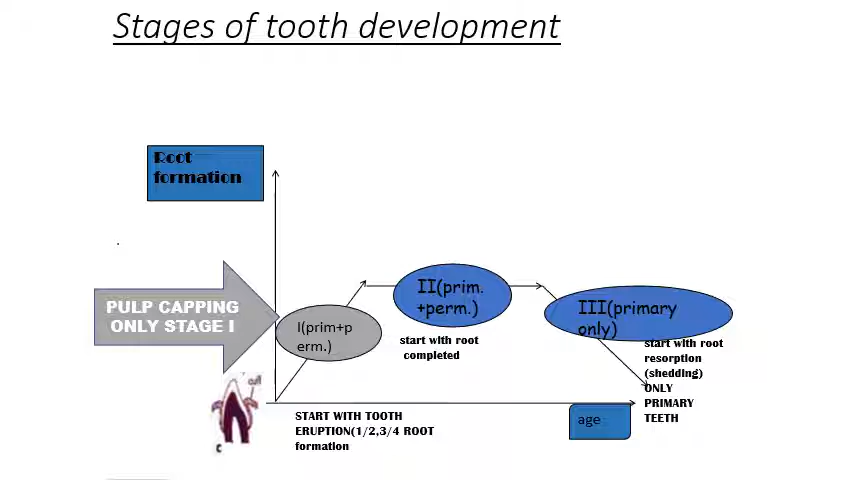 Stages of tooth development
Root
formation
PULP CAPPING
ONLY STAGE I
I(prim+p
erm.)
II(prim.
+perm.)
start with root
completed
III(primary
only)
start with root
resorption
(shedding)
ONLY
PRIMARY
TEETH
START WITH TOOTH
ERUPTION(1/2,3/4 ROOT
formation
age
c